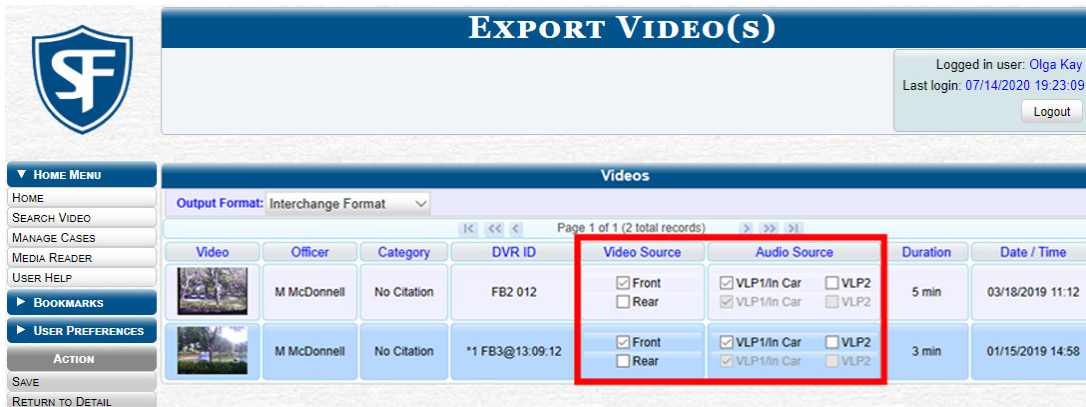 EXPORT VIDEO(S)
SF
Logged in user: Olga Kay
Last login: 07/14/2020 19:23:09
Logout
▼ HOME MENU
HOME
SEARCH VIDEO
MANAGE CASES
MEDIA READER
USER HELP
► BOOKMARKS
► USER PREFERENCES
ACTION
SAVE
RETURN TO DETAIL
Videos
Output Format: Interchange Format
Page 1 of 1 (2 total records)
Video Officer Category DVR ID Video Source Audio Source Duration Date / Time
M McDonnell No Citation FB2 012 Front VLP1/In Car VLP2 5 min 03/18/2019 11:12
Rear VLP1/In Car VLP2
M McDonnell No Citation *1 FB3@13:09:12 Front VLP1/In Car VLP2 3 min 01/15/2019 14:58
Rear VLP1/In Car VLP2